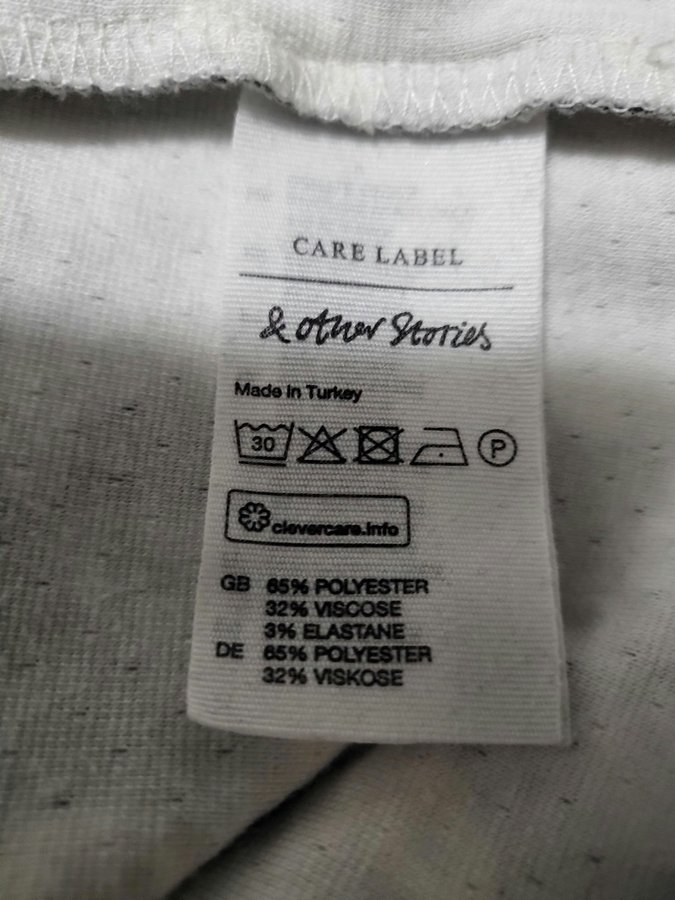 CARE LABEL
& other Stories
Made in Turkey
30 P
clevercare.info
GB 65% POLYESTER
32% VISCOSE
3% ELASTANE
DE 65% POLYESTER
32% VISKOSE